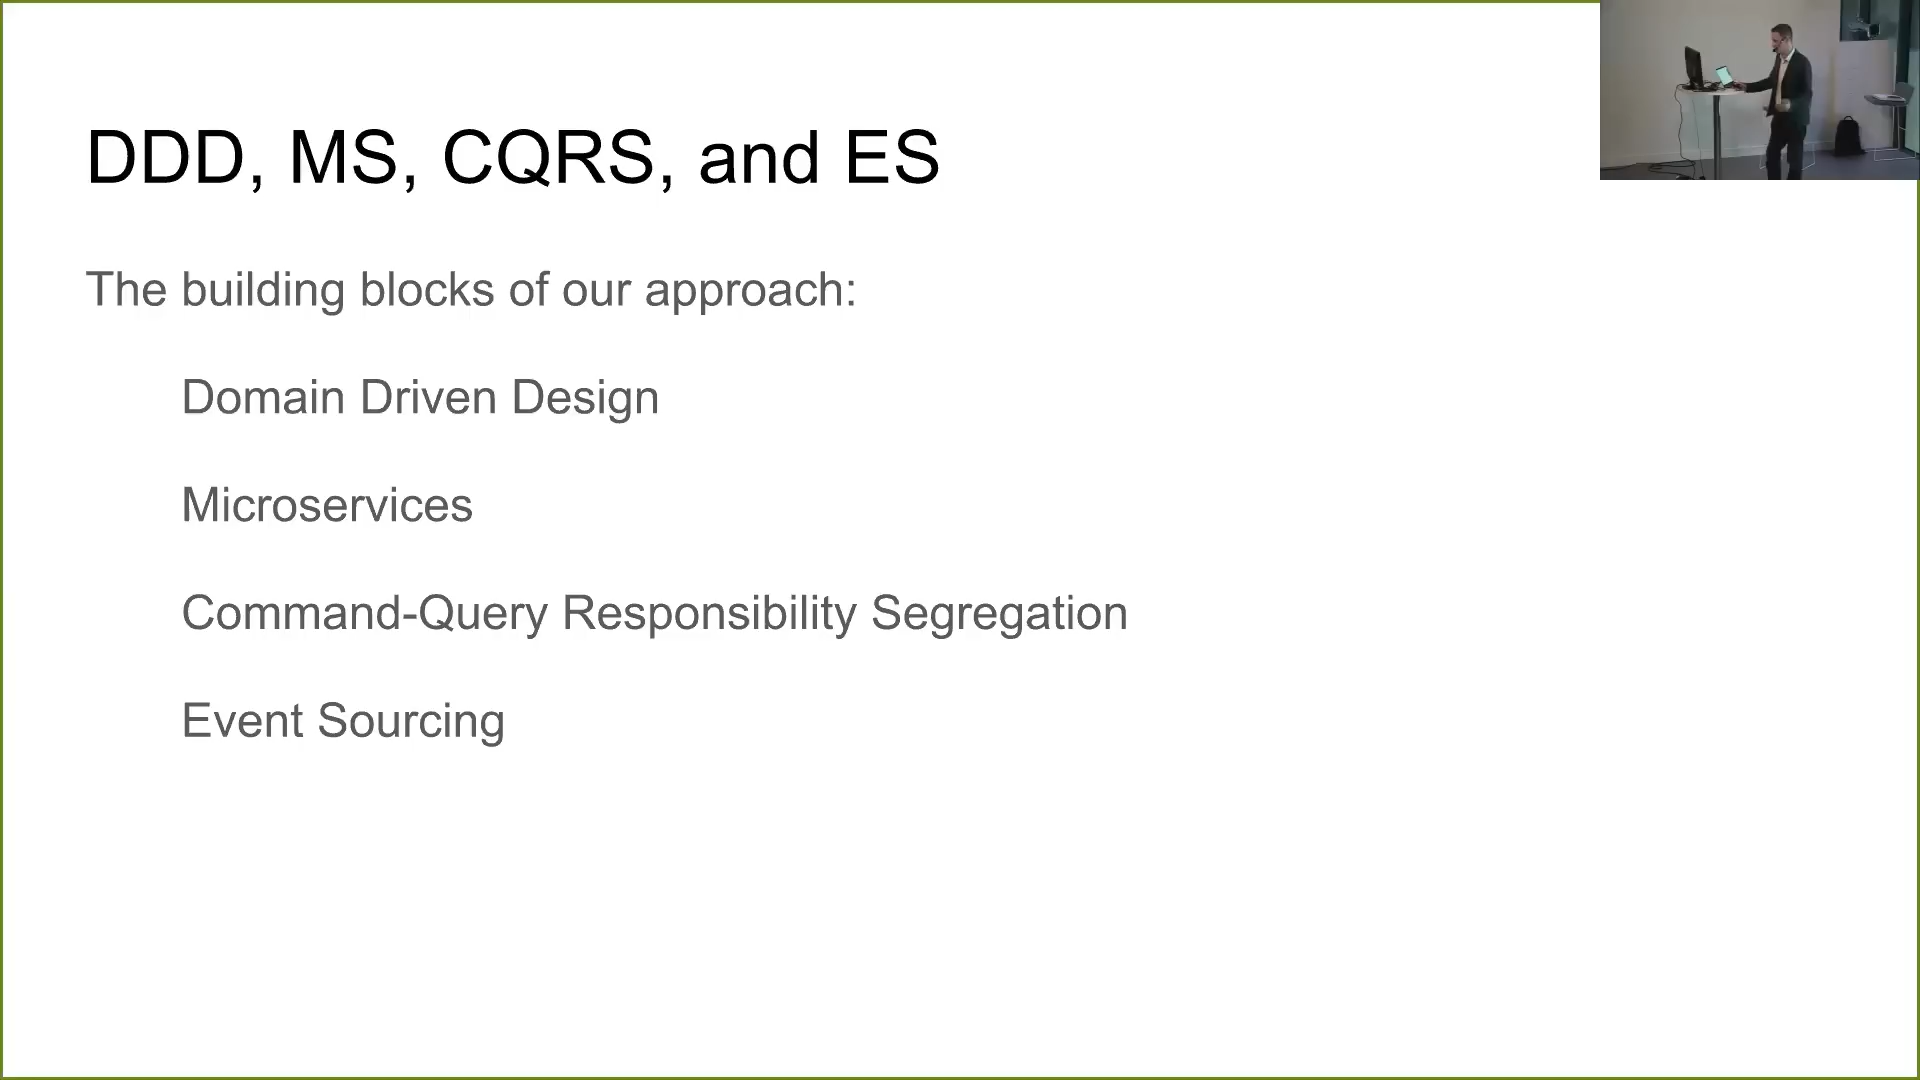 DDD, MS, CQRS, and ES
The building blocks of our approach:
Domain Driven Design
Microservices
Command-Query Responsibility Segregation
Event Sourcing